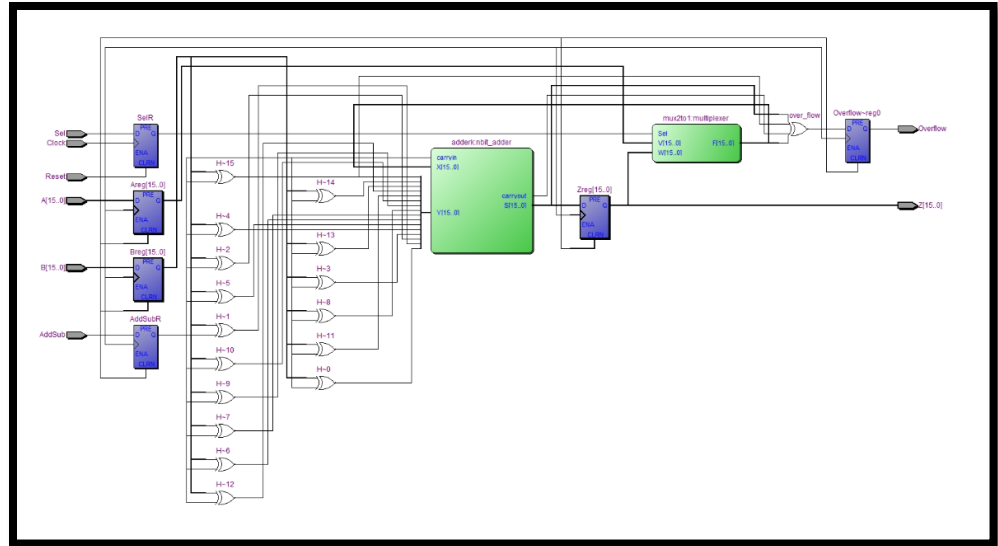 SelR
Sel
Clock
Reset
D PRE Q
ENA
CLRN
Areg[15..0]
A[15..0]
D PRE Q
ENA
CLRN
Breg[15..0]
B[15..0]
D PRE Q
ENA
CLRN
AddSubR
AddSub
D PRE Q
ENA
CLRN
H~15
H~4
H~2
H~5
H~1
H~10
H~9
H~7
H~6
H~12
H~14
H~13
H~3
H~8
H~11
H~0
adderk:nbit_adder
carryin
X[15..0]
Y[15..0]
carryout
S[15..0]
Zreg[15..0]
D PRE Q
ENA
CLRN
mux2to1:multiplexer
Sel
V[15..0]
W[15..0]
F[15..0]
over_flow
Overflow~reg0
D PRE Q
ENA
CLRN
Overflow
Z[15..0]